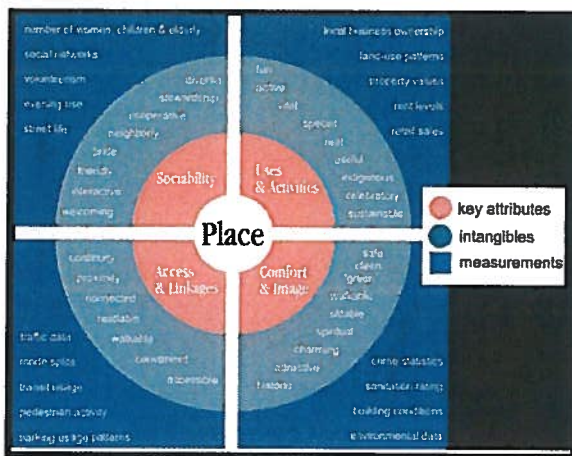 number of women, children & elderly
social networks
volunteerism
evening use
street life
diverse
stewardship
cooperative
neighborly
pride
friendly
interactive
welcoming
Sociability
local business ownership
land-use patterns
property values
rent levels
retail sales
fun
active
vital
special
real
useful
indigenous
celebratory
sustainable
Uses
& Activities
key attributes
intangibles
measurements
Place
continuity
proximity
connected
readable
walkable
convenient
accessible
Access
& Linkages
traffic data
mode splits
transit usage
pedestrian activity
parking usage patterns
Comfort
& Image
safe
clean
"green"
walkable
sittable
spiritual
charming
attractive
historic
crime statistics
sanitation rating
building conditions
environmental data